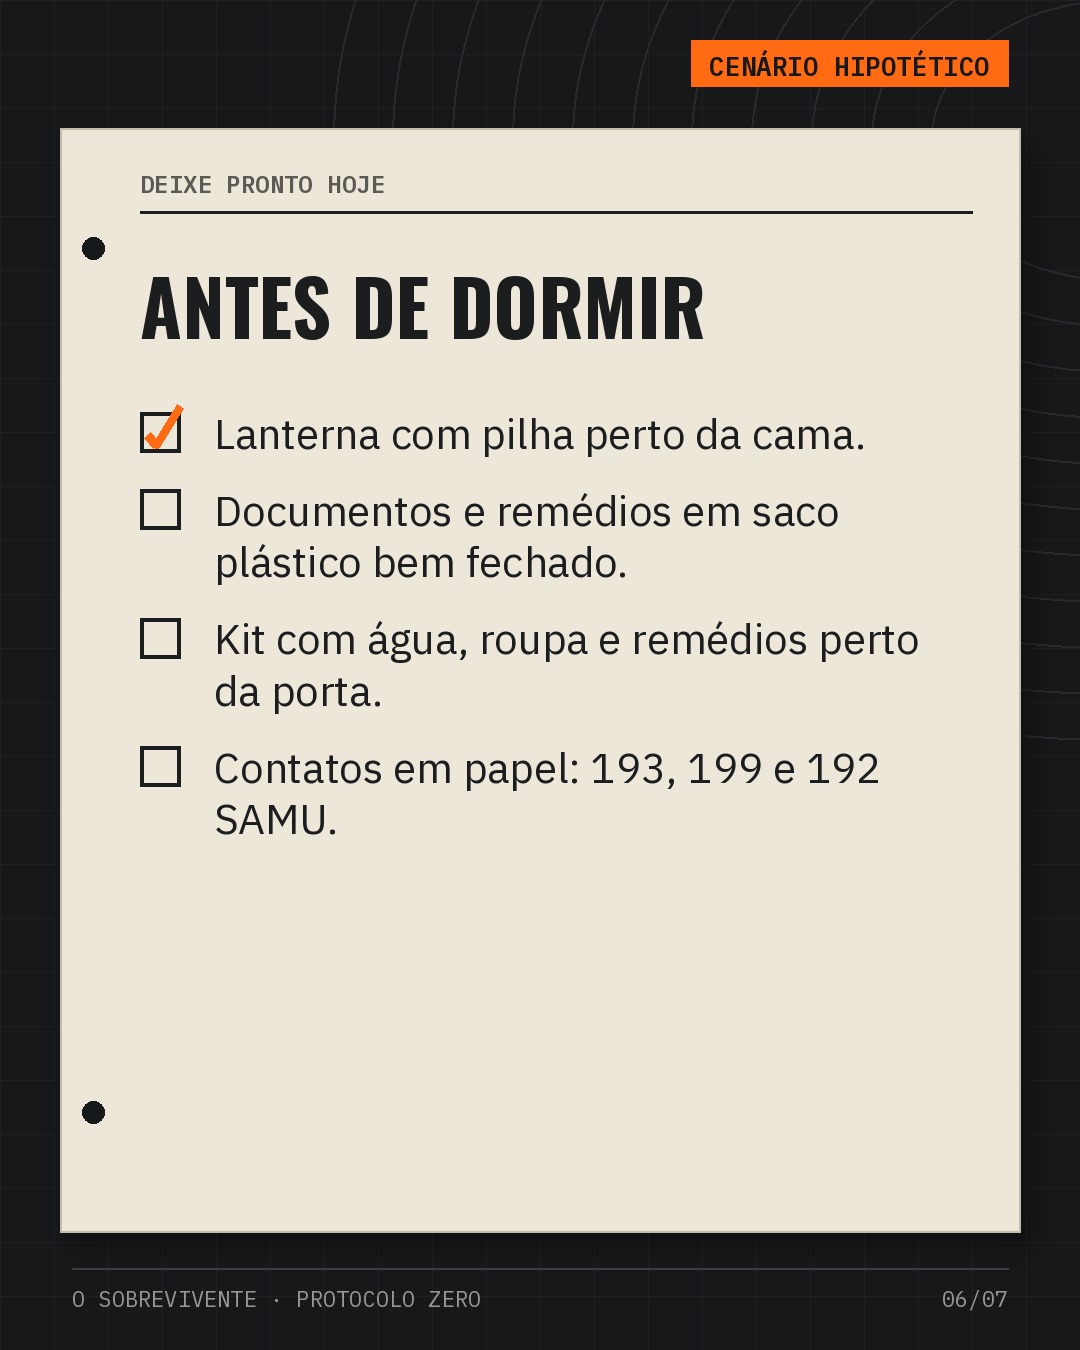 CENÁRIO HIPOTÉTICO
DEIXE PRONTO HOJE
ANTES DE DORMIR
Lanterna com pilha perto da cama.
Documentos e remédios em saco
plástico bem fechado.
Kit com água, roupa e remédios perto
da porta.
Contatos em papel: 193, 199 e 192
SAMU.
O SOBREVIVENTE · PROTOCOLO ZERO
06/07